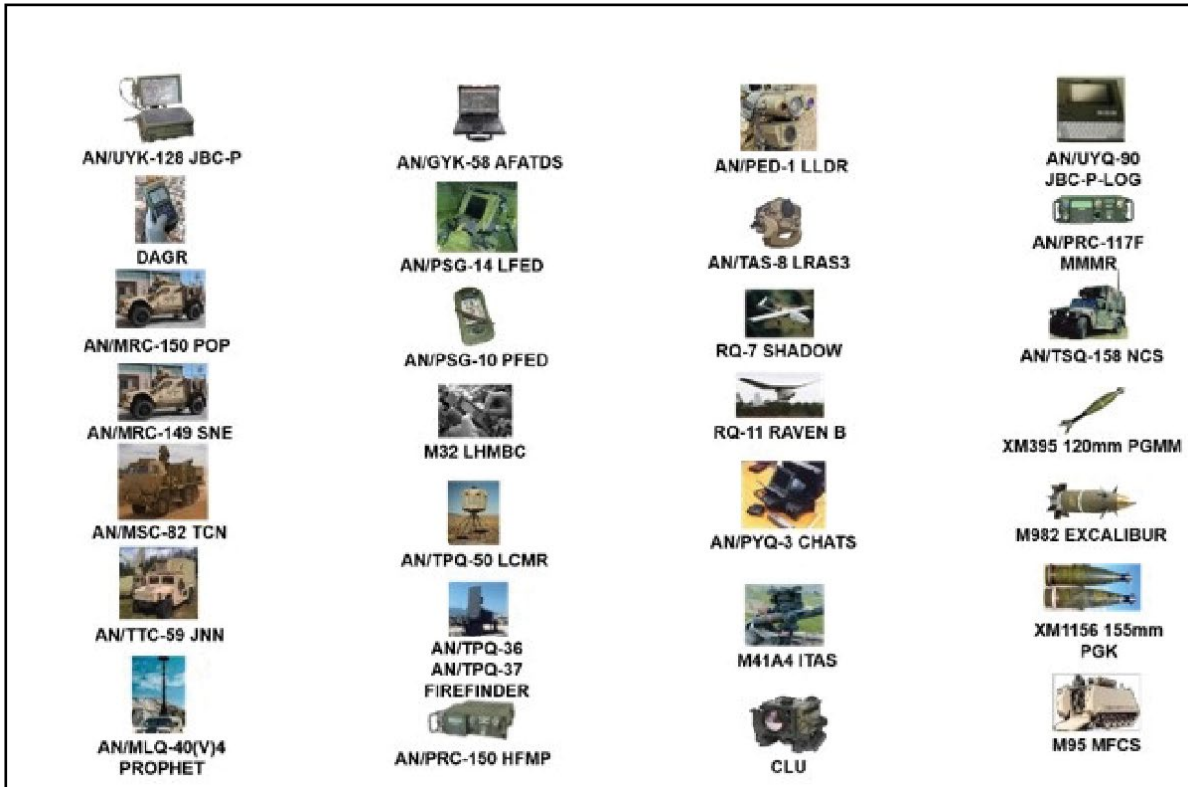 AN/UYK-128 JBC-P
DAGR
AN/MRC-150 POP
AN/MRC-149 SNE
AN/MSC-82 TCN
AN/TTC-59 JNN
AN/MLQ-40(V)4
PROPHET
AN/GYK-58 AFATDS
AN/PSG-14 LFED
AN/PSG-10 PFED
M32 LHMBC
AN/TPQ-50 LCMR
AN/TPQ-36
AN/TPQ-37
FIREFINDER
AN/PRC-150 HFMP
AN/PED-1 LLDR
AN/TAS-8 LRAS3
RQ-7 SHADOW
RQ-11 RAVEN B
AN/PYQ-3 CHATS
M41A4 ITAS
CLU
AN/UYQ-90
JBC-P-LOG
AN/PRC-117F
MMMR
AN/TSQ-158 NCS
XM395 120mm PGMM
M982 EXCALIBUR
XM1156 155mm
PGK
M95 MFCS